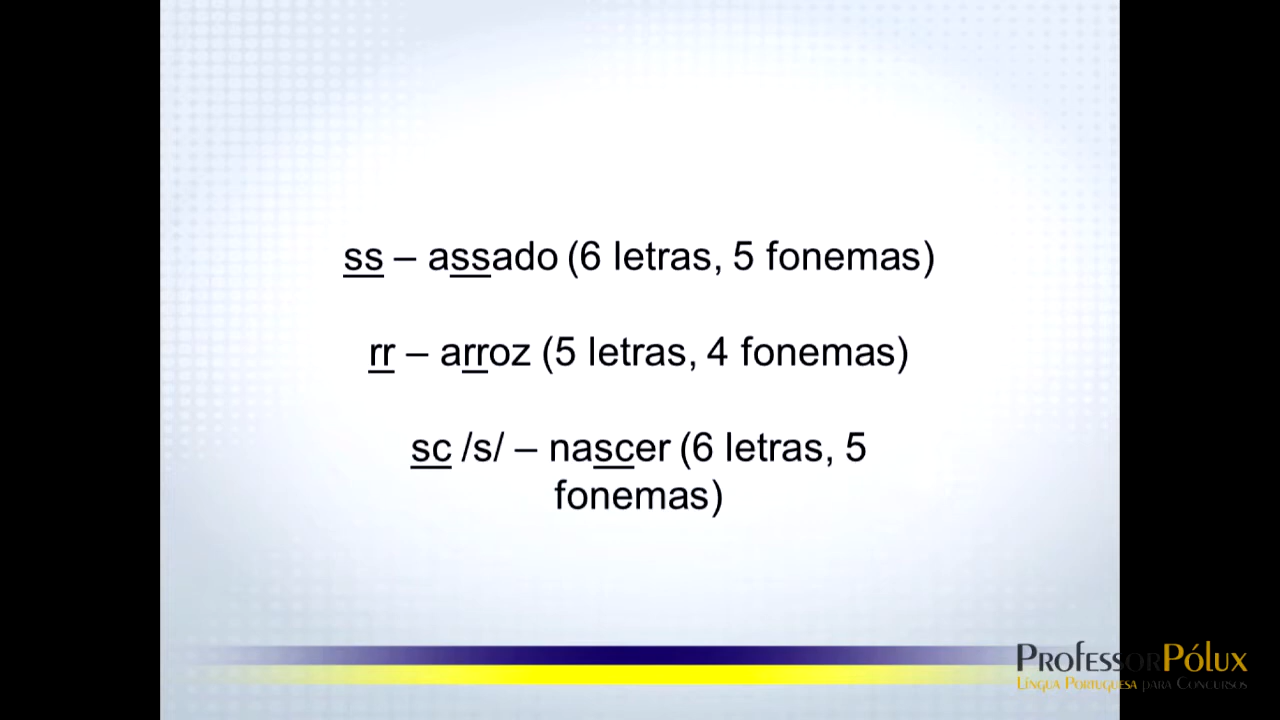 ss – assado (6 letras, 5 fonemas)
rr – arroz (5 letras, 4 fonemas)
sc /s/ – nascer (6 letras, 5
fonemas)
PROFESSORPÓLUX
LÍNGUA PORTUGUESA PARA CONCURSOS